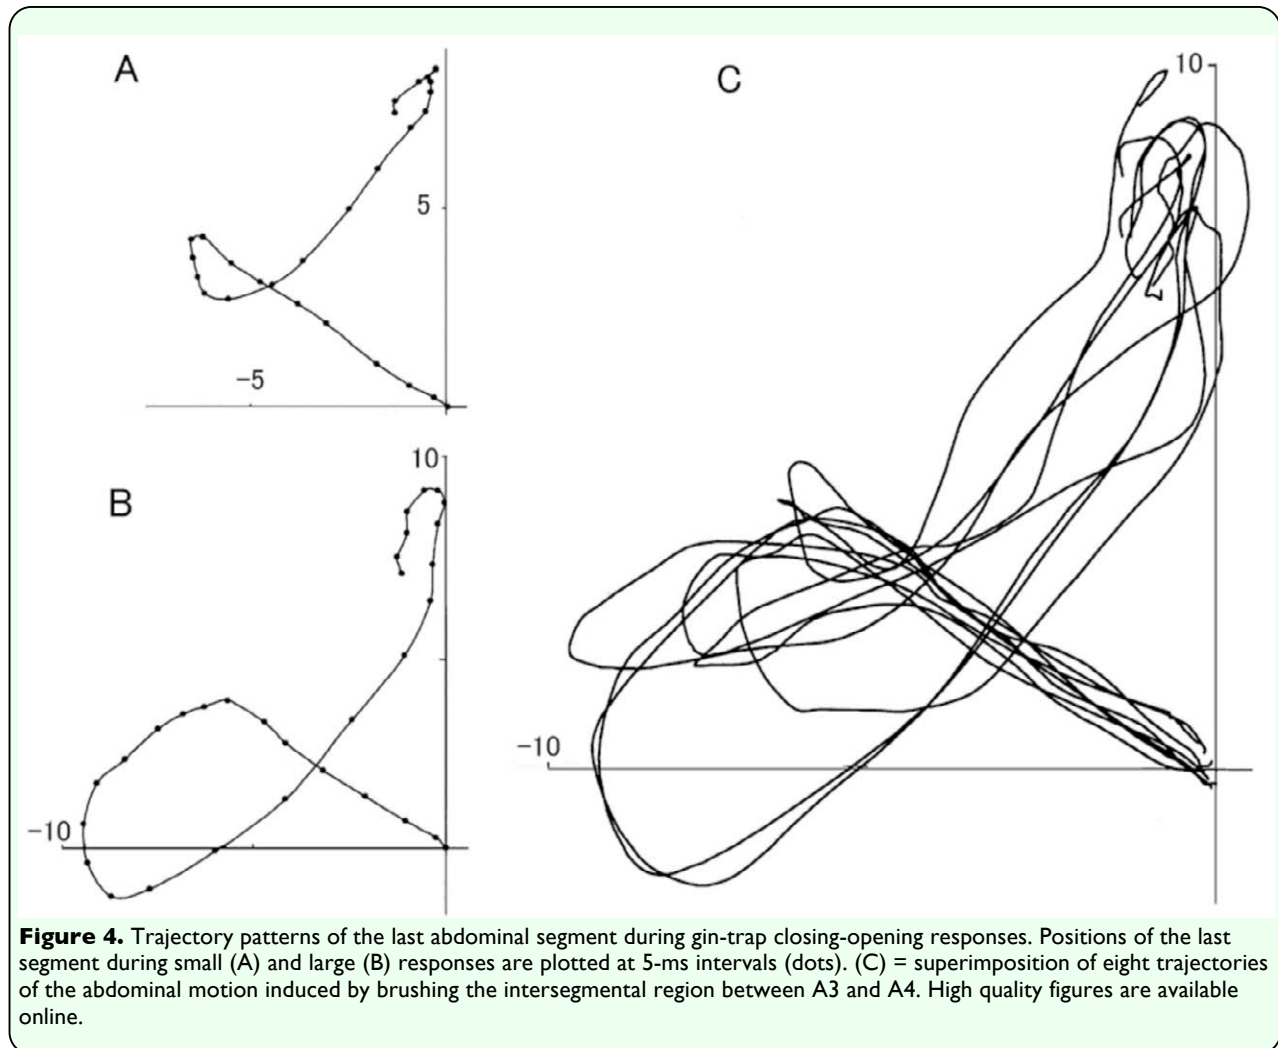 A
5
-5
B
10
-10
C
10
-10
Figure 4. Trajectory patterns of the last abdominal segment during gin-trap closing-opening responses. Positions of the last
segment during small (A) and large (B) responses are plotted at 5-ms intervals (dots). (C) = superimposition of eight trajectories
of the abdominal motion induced by brushing the intersegmental region between A3 and A4. High quality figures are available
online.